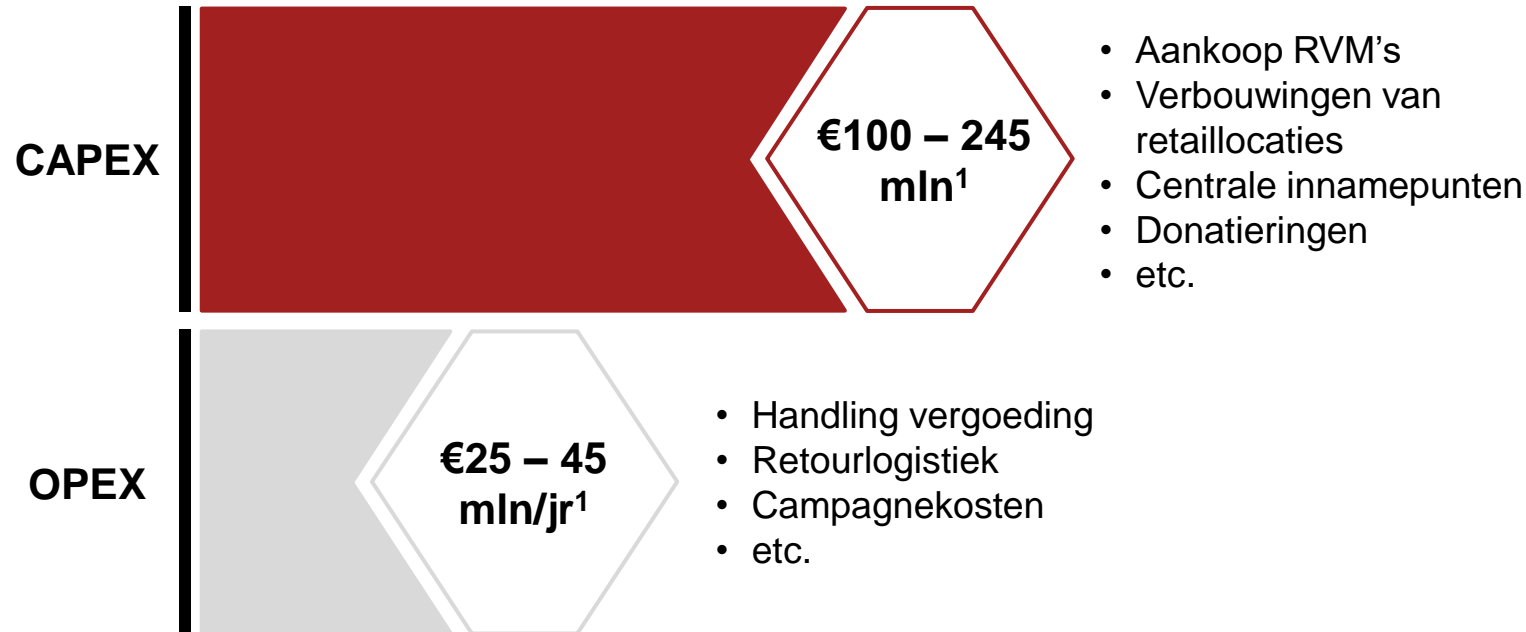 CAPEX
€100 – 245
mln¹
• Aankoop RVM's
• Verbouwingen van
retaillocaties
• Centrale innamepunten
• Donatieringen
• etc.
OPEX
€25 – 45
mln/jr¹
• Handling vergoeding
• Retourlogistiek
• Campagnekosten
• etc.